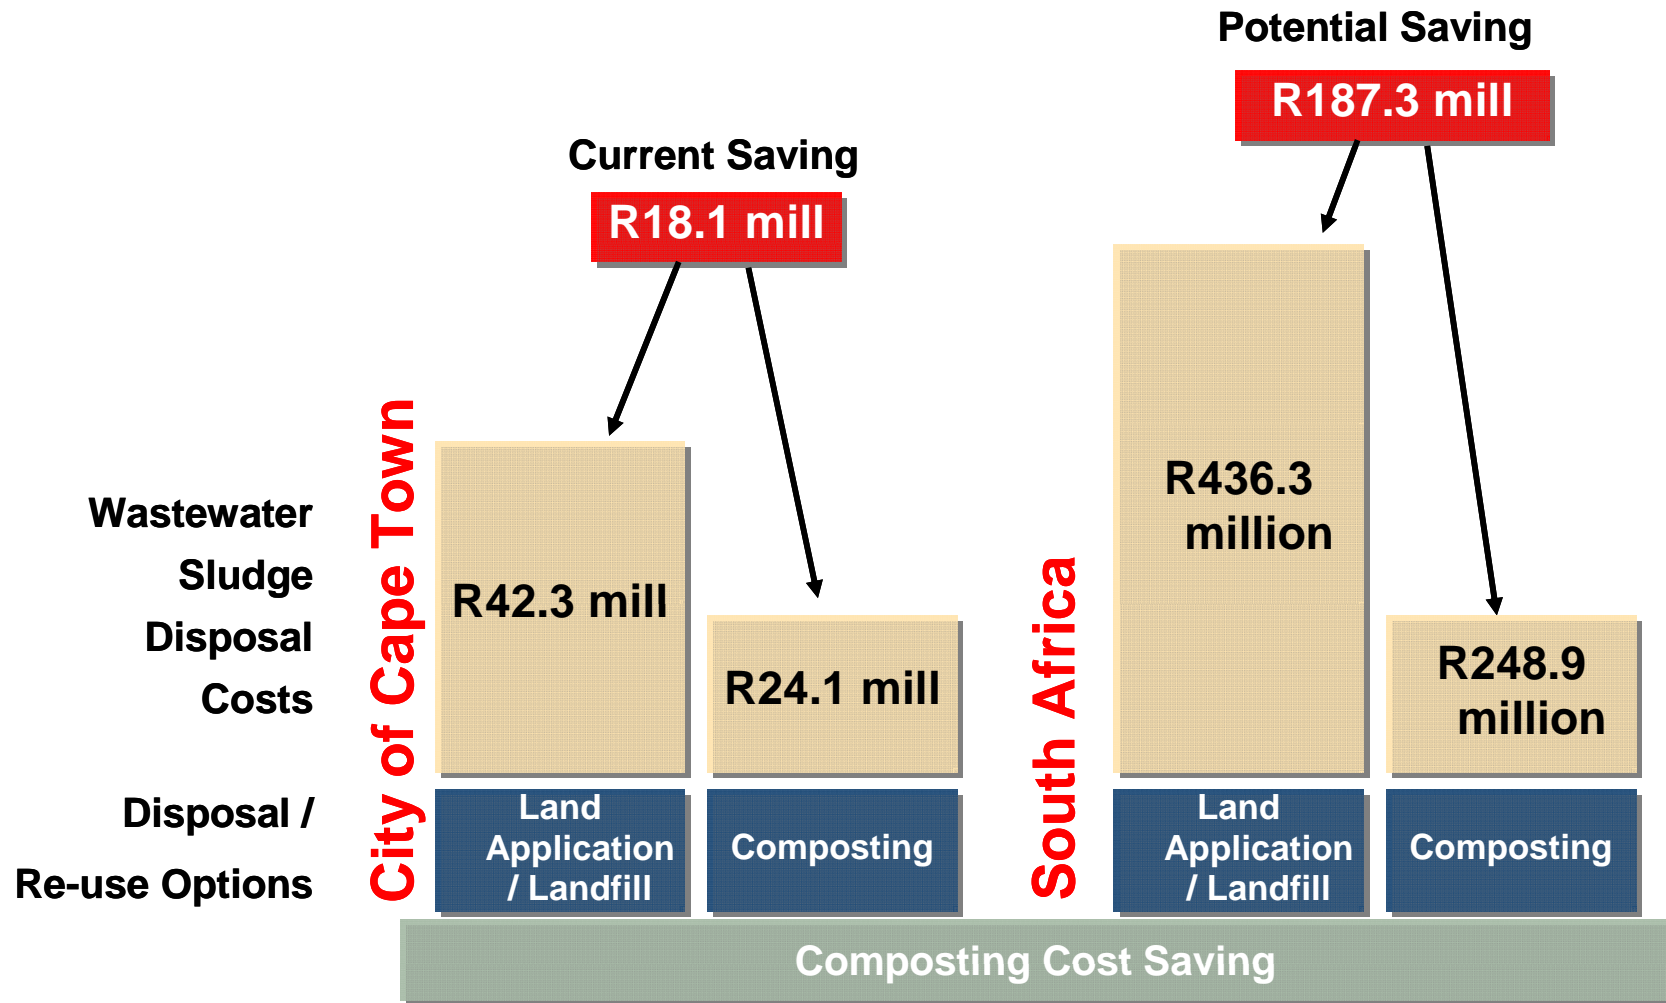 Potential Saving
R187.3 mill
Current Saving
R18.1 mill
Wastewater
Sludge
Disposal
Costs
City of Cape Town
R42.3 mill
R24.1 mill
South Africa
R436.3
million
R248.9
million
Disposal /
Re-use Options
Land
Application
/ Landfill
Composting
Land
Application
/ Landfill
Composting
Composting Cost Saving